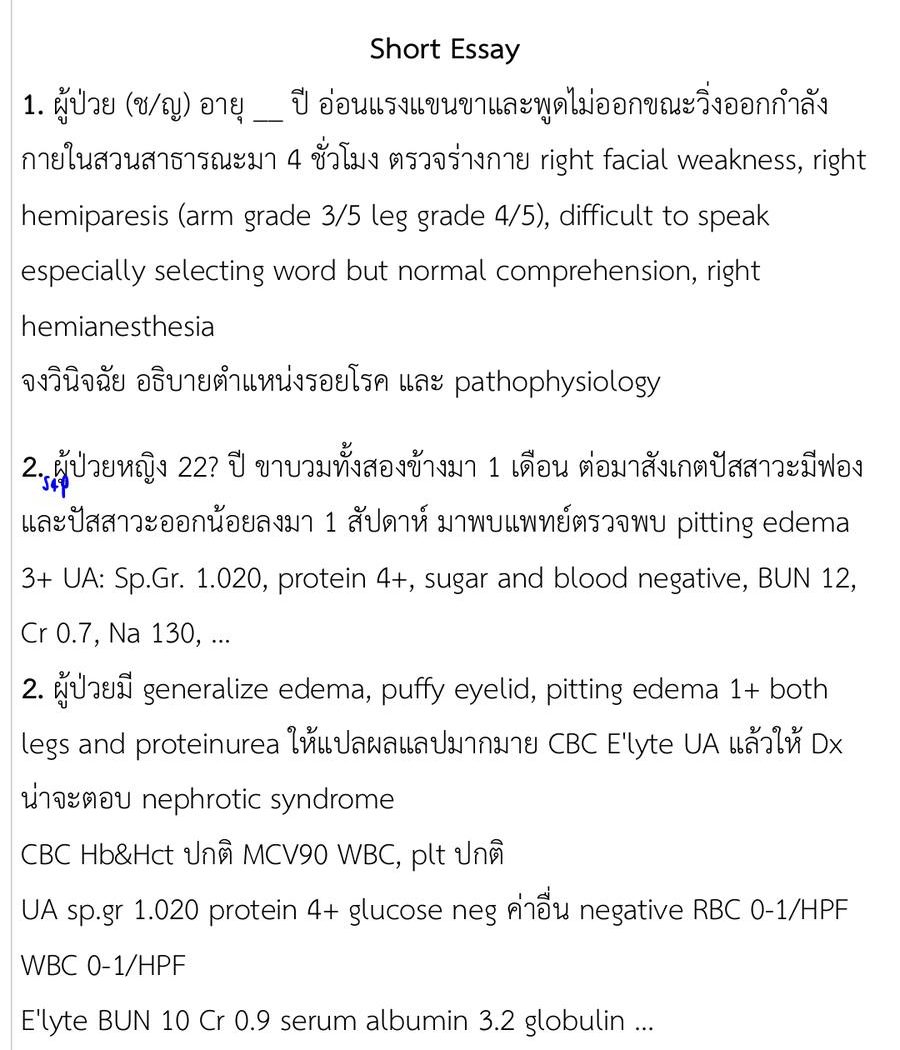 Short Essay
1. ผู้ป่วย (ช/ญ) อายุ __ ปี อ่อนแรงแขนขาและพูดไม่ออกขณะวิ่งออกกำลัง
กายในสวนสาธารณะมา 4 ชั่วโมง ตรวจร่างกาย right facial weakness, right
hemiparesis (arm grade 3/5 leg grade 4/5), difficult to speak
especially selecting word but normal comprehension, right
hemianesthesia
จงวินิจฉัย อธิบายตำแหน่งรอยโรค และ pathophysiology
2. ผู้ป่วยหญิง 22? ปี ขาบวมทั้งสองข้างมา 1 เดือน ต่อมาสังเกตปัสสาวะมีฟอง
และปัสสาวะออกน้อยลงมา 1 สัปดาห์ มาพบแพทย์ตรวจพบ pitting edema
3+ UA: Sp.Gr. 1.020, protein 4+, sugar and blood negative, BUN 12,
Cr 0.7, Na 130, ...
2. ผู้ป่วยมี generalize edema, puffy eyelid, pitting edema 1+ both
legs and proteinurea ให้แปลผลแลปมากมาย CBC E'lyte UA แล้วให้ Dx
น่าจะตอบ nephrotic syndrome
CBC Hb&Hct ปกติ MCV90 WBC, plt ปกติ
UA sp.gr 1.020 protein 4+ glucose neg ค่าอื่น negative RBC 0-1/HPF
WBC 0-1/HPF
E'lyte BUN 10 Cr 0.9 serum albumin 3.2 globulin ...